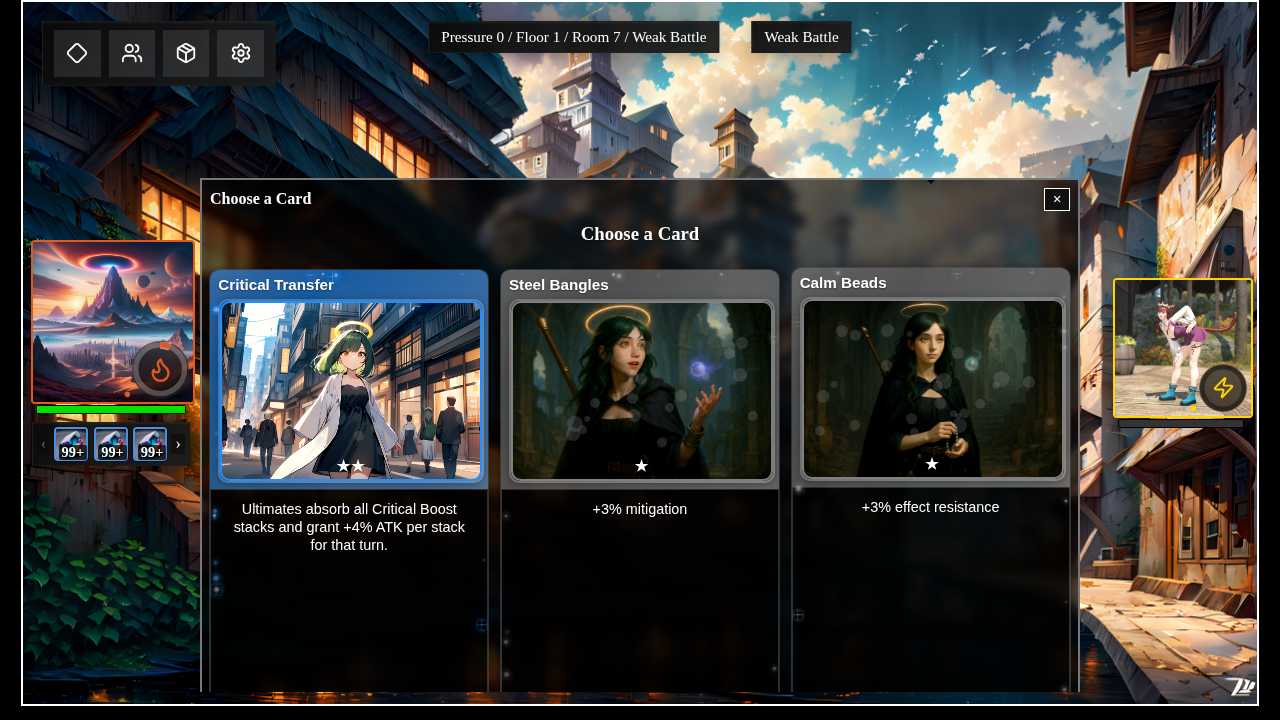 Pressure 0 / Floor 1 / Room 7 / Weak Battle
Weak Battle
Choose a Card
×
Choose a Card
Critical Transfer
★★
Ultimates absorb all Critical Boost
stacks and grant +4% ATK per stack
for that turn.
Steel Bangles
★
+3% mitigation
Calm Beads
★
+3% effect resistance
‹ 99+ 99+ 99+ ›